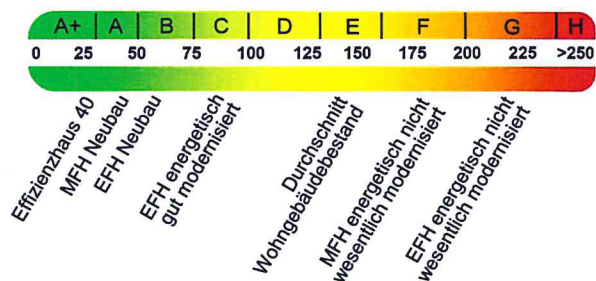 A+ A B C D E F G H
0 25 50 75 100 125 150 175 200 225 >250
Effizienzhaus 40
MFH Neubau
EFH Neubau
EFH energetisch
gut modernisiert
Durchschnitt
Wohngebäudebestand
MFH energetisch nicht
wesentlich modernisiert
EFH energetisch nicht
wesentlich modernisiert